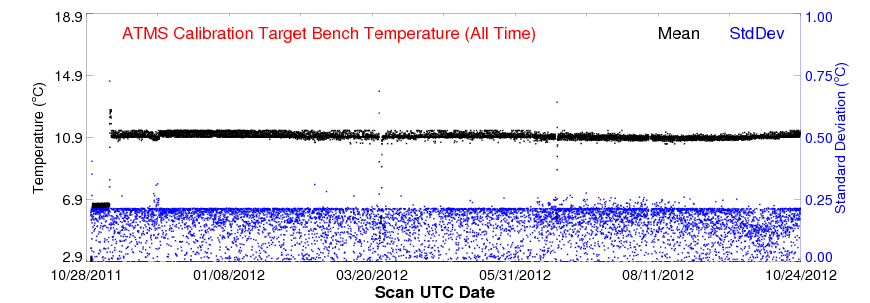 ATMS Calibration Target Bench Temperature (All Time) Mean StdDev
18.9
14.9
10.9
6.9
2.9
Temperature (°C)
1.00
0.75
0.50
0.25
0.00
Standard Deviation (°C)
10/28/2011 01/08/2012 03/20/2012 05/31/2012 08/11/2012 10/24/2012
Scan UTC Date